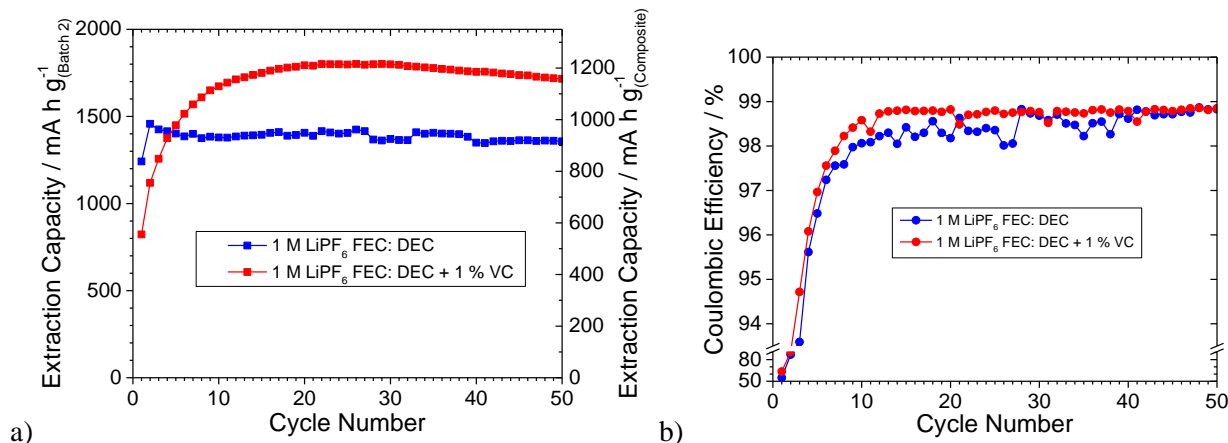 2000
1500
1000
500
0
Extraction Capacity / mA h g⁻¹(Batch 2)
1200
1000
800
600
400
200
0
Extraction Capacity / mA h g⁻¹(Composite)
1 M LiPF₆ FEC: DEC
1 M LiPF₆ FEC: DEC + 1 % VC
0 10 20 30 40 50
Cycle Number
a)
100
99
98
97
96
95
94
80
50
Coulombic Efficiency / %
1 M LiPF₆ FEC: DEC
1 M LiPF₆ FEC: DEC + 1 % VC
0 10 20 30 40 50
Cycle Number
b)